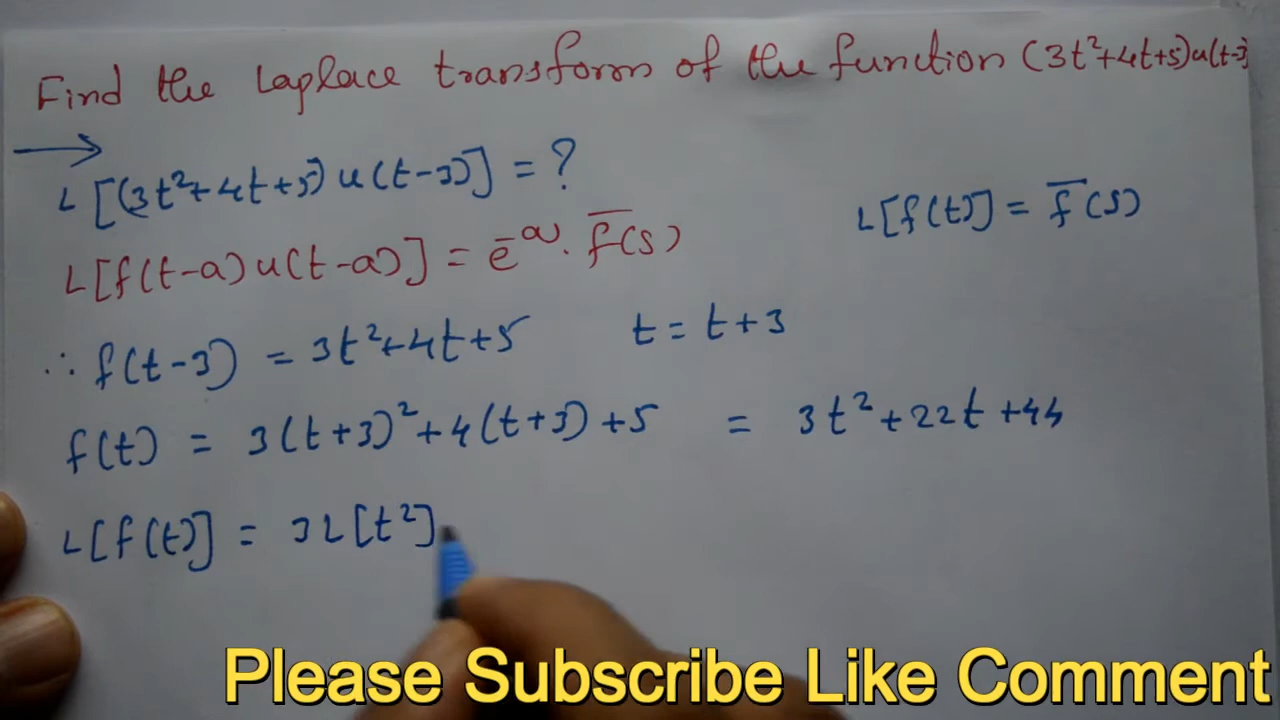 Find the Laplace transform of the function (3t²+4t+5)u(t-3)
→
L[(3t²+4t+5) u(t-3)] = ?
L[f(t)] = f̅(s)
L[f(t-a) u(t-a)] = e⁻ᵃˢ. f̅(s)
∴ f(t-3) = 3t²+4t+5 t = t+3
f(t) = 3(t+3)²+4(t+3)+5 = 3t²+22t+44
L[f(t)] = 3L[t²]
Please Subscribe Like Comment